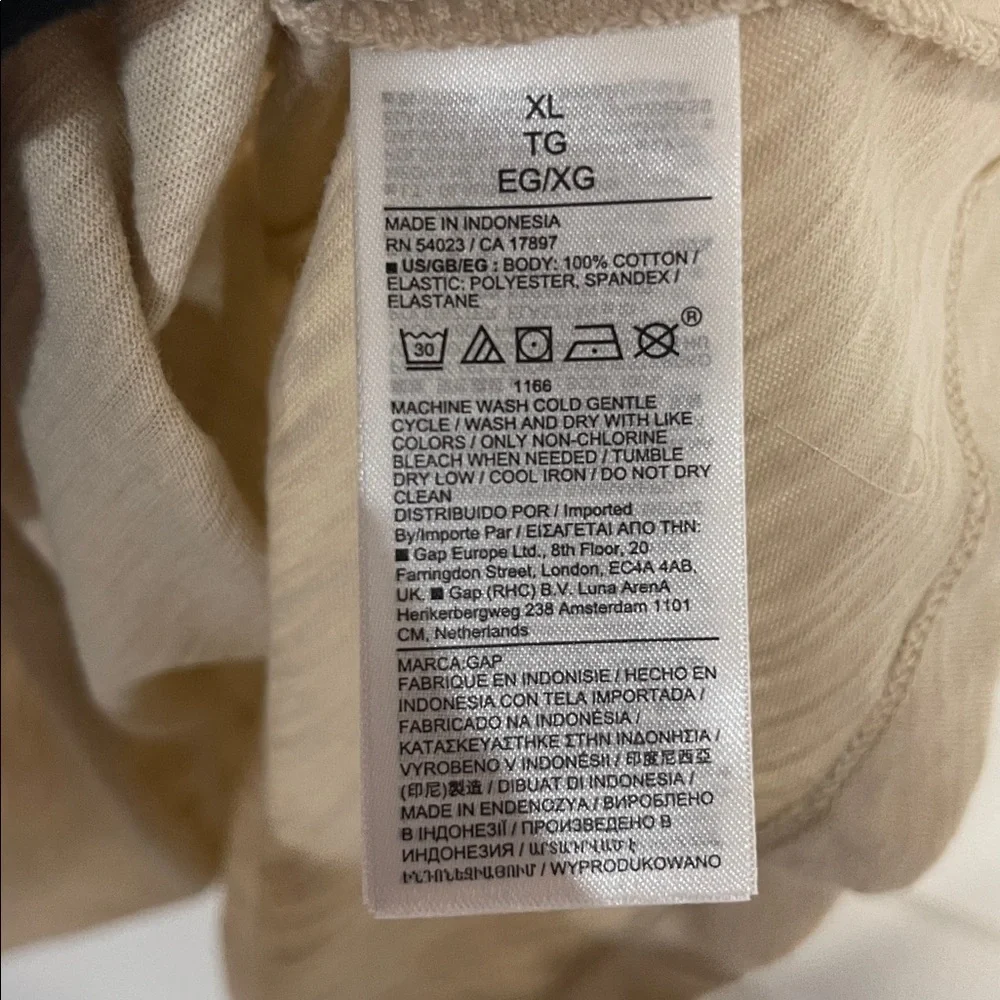 XL
TG
EG/XG
MADE IN INDONESIA
RN 54023 / CA 17897
■ US/GB/EG : BODY: 100% COTTON /
ELASTIC: POLYESTER, SPANDEX /
ELASTANE
30
®
1166
MACHINE WASH COLD GENTLE
CYCLE / WASH AND DRY WITH LIKE
COLORS / ONLY NON-CHLORINE
BLEACH WHEN NEEDED / TUMBLE
DRY LOW / COOL IRON / DO NOT DRY
CLEAN
DISTRIBUIDO POR / Imported
By/Importe Par / ΕΙΣΑΓΕΤΑΙ ΑΠΟ ΤΗΝ:
■ Gap Europe Ltd., 8th Floor, 20
Farringdon Street, London, EC4A 4AB,
UK. ■ Gap (RHC) B.V. Luna ArenA
Herikerbergweg 238 Amsterdam 1101
CM, Netherlands
MARCA:GAP
FABRIQUÉ EN INDONISIE / HECHO EN
INDONESIA CON TELA IMPORTADA /
FABRICADO NA INDONÉSIA /
ΚΑΤΑΣΚΕΥΑΣΤΗΚΕ ΣΤΗΝ ΙΝΔΟΝΗΣΙΑ /
VYROBENO V INDONÉSII / 印度尼西亞
(印尼)製造 / DIBUAT DI INDONESIA /
MADE IN ENDENOZYA / ВИРОБЛЕНО
В ІНДОНЕЗІЇ / ПРОИЗВЕДЕНО В
ИНДОНЕЗИЯ / ԱՐՏԱԴՐՎԱԾ Է
ԻՆԴՈՆԵԶԻԱՅՈՒՄ / WYPRODUKOWANO